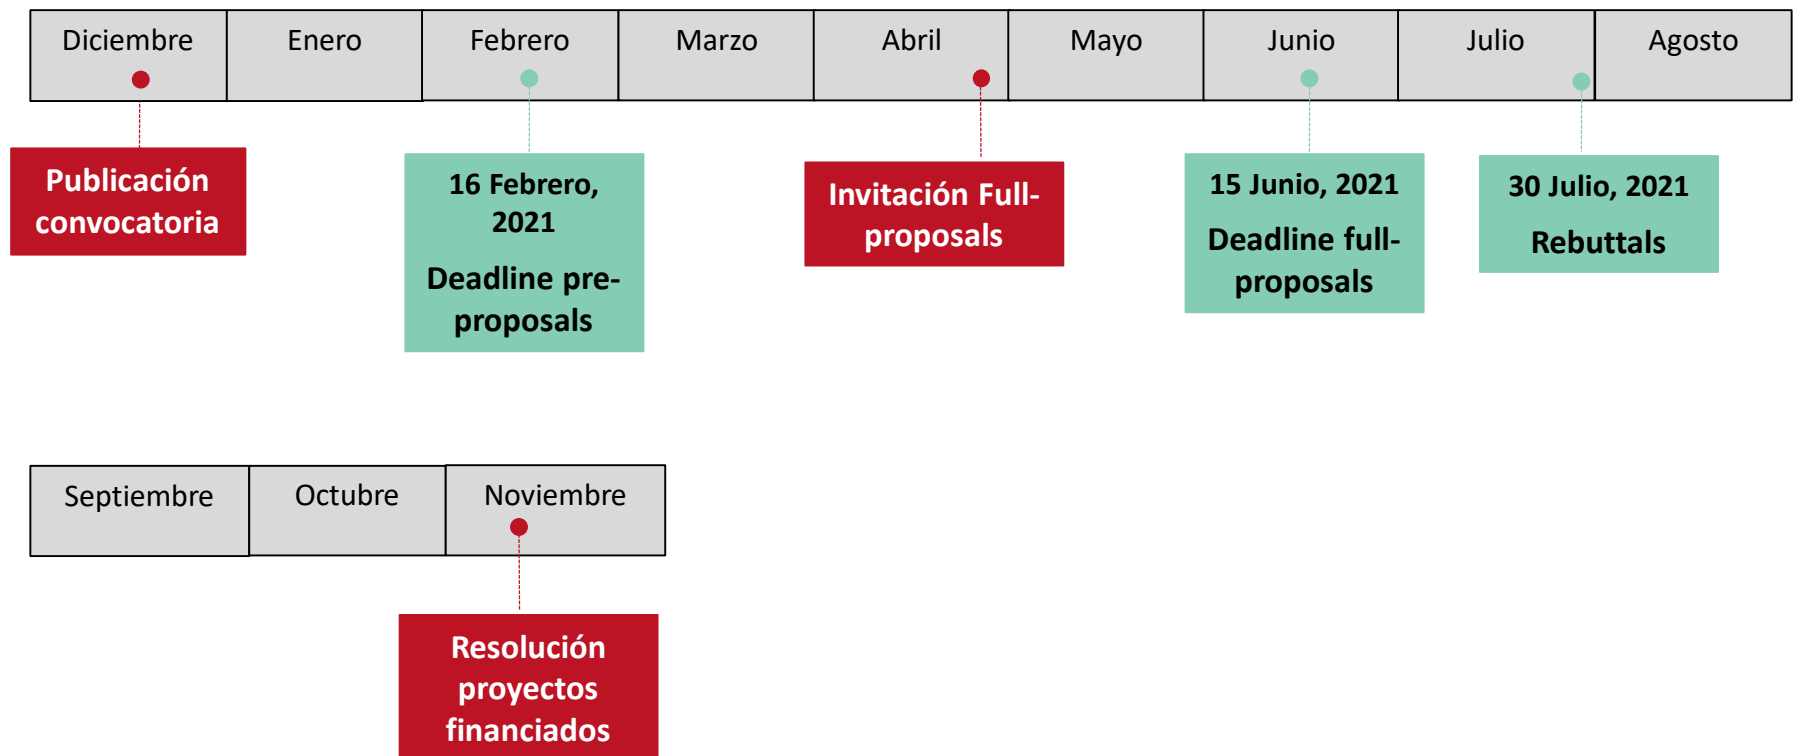 Diciembre
Enero
Febrero
Marzo
Abril
Mayo
Junio
Julio
Agosto
Publicación
convocatoria
16 Febrero,
2021
Deadline pre-
proposals
Invitación Full-
proposals
15 Junio, 2021
Deadline full-
proposals
30 Julio, 2021
Rebuttals
Septiembre
Octubre
Noviembre
Resolución
proyectos
financiados